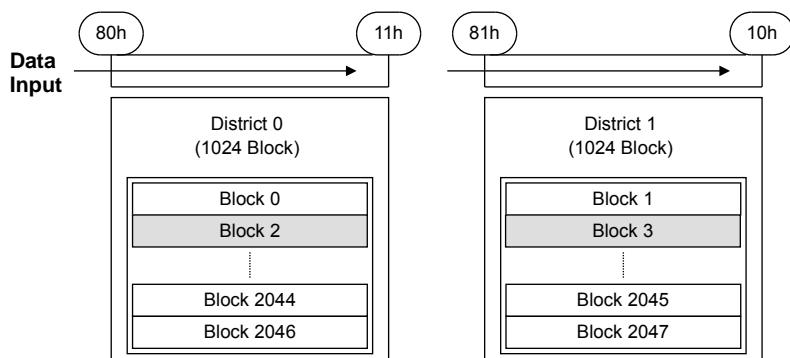 80h
11h
81h
10h
Data
Input
District 0
(1024 Block)
Block 0
Block 2
Block 2044
Block 2046
District 1
(1024 Block)
Block 1
Block 3
Block 2045
Block 2047